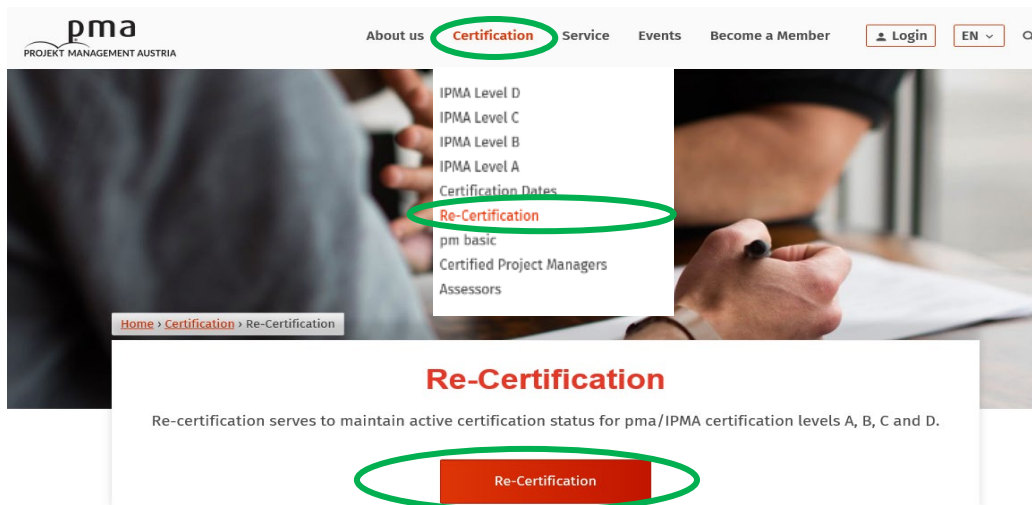 pma
PROJEKT MANAGEMENT AUSTRIA
About us Certification Service Events Become a Member Login EN
IPMA Level D
IPMA Level C
IPMA Level B
IPMA Level A
Certification Dates
Re-Certification
pm basic
Certified Project Managers
Assessors
Home › Certification › Re-Certification
Re-Certification
Re-certification serves to maintain active certification status for pma/IPMA certification levels A, B, C and D.
Re-Certification